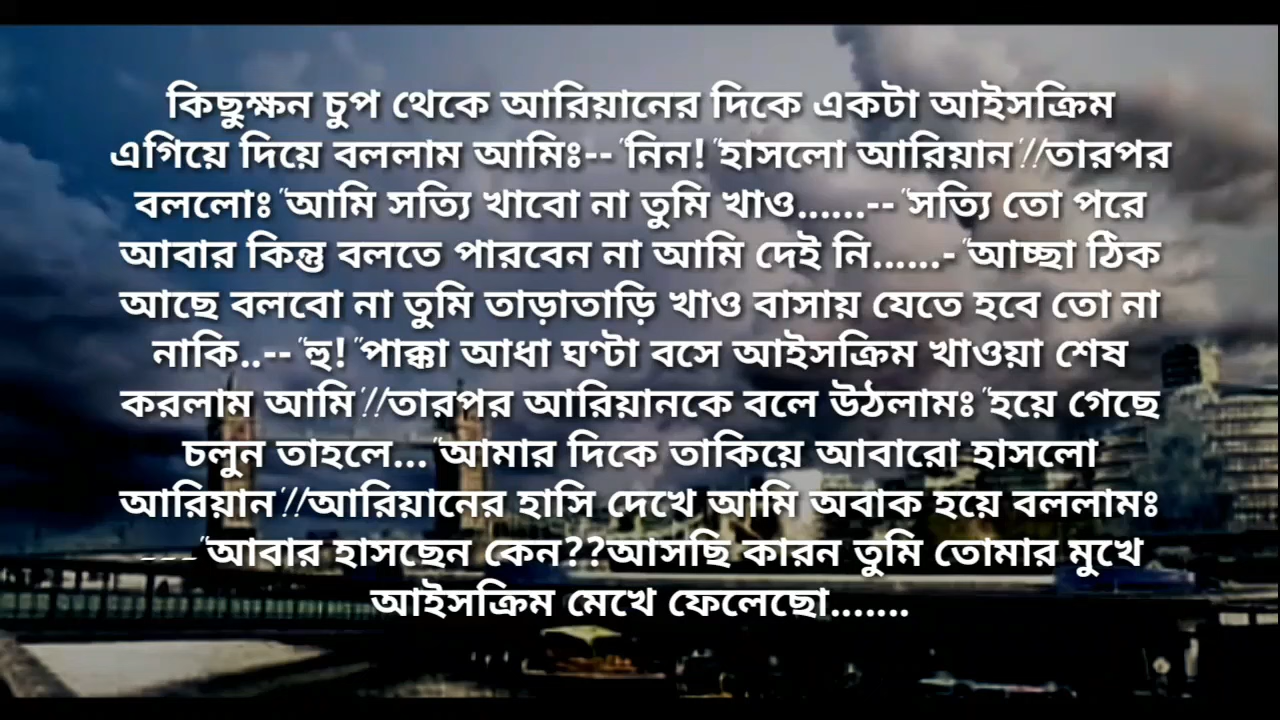 কিছুক্ষন চুপ থেকে আরিয়ানের দিকে একটা আইসক্রিম
এগিয়ে দিয়ে বললাম আমিঃ-- "নিন! "হাসলো আরিয়ান !!তারপর
বললোঃ "আমি সত্যি খাবো না তুমি খাও......-- "সত্যি তো পরে
আবার কিন্তু বলতে পারবেন না আমি দেই নি......- "আচ্ছা ঠিক
আছে বলবো না তুমি তাড়াতাড়ি খাও বাসায় যেতে হবে তো না
নাকি..-- "হু! "পাক্কা আধা ঘণ্টা বসে আইসক্রিম খাওয়া শেষ
করলাম আমি !!তারপর আরিয়ানকে বলে উঠলামঃ "হয়ে গেছে
চলুন তাহলে... "আমার দিকে তাকিয়ে আবারো হাসলো
আরিয়ান !!আরিয়ানের হাসি দেখে আমি অবাক হয়ে বললামঃ
--- "আবার হাসছেন কেন??আসছি কারন তুমি তোমার মুখে
আইসক্রিম মেখে ফেলেছো.......